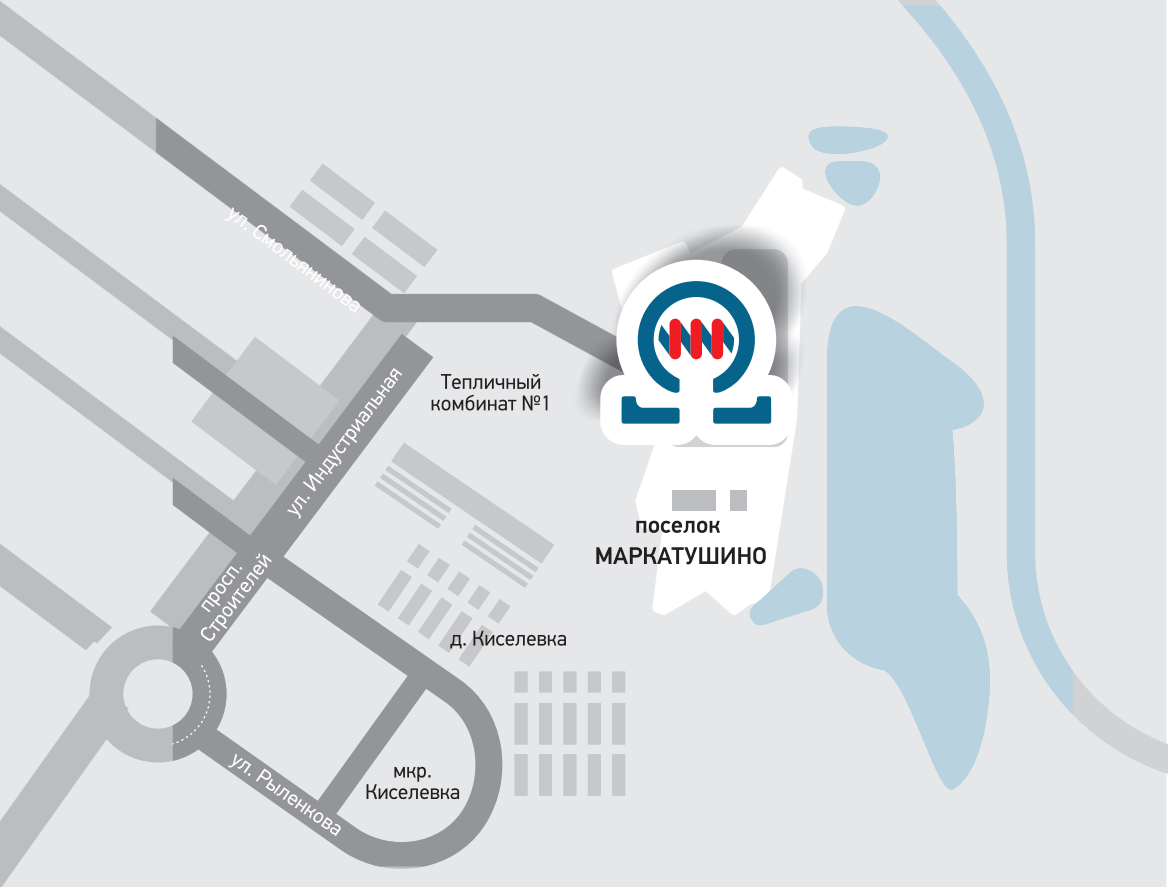 ул. Смольянинова
Тепличный
комбинат №1
ул. Индустриальная
поселок
МАРКАТУШИНО
просп.
Строителей
д. Киселевка
ул. Рыленкова
мкр.
Киселевка